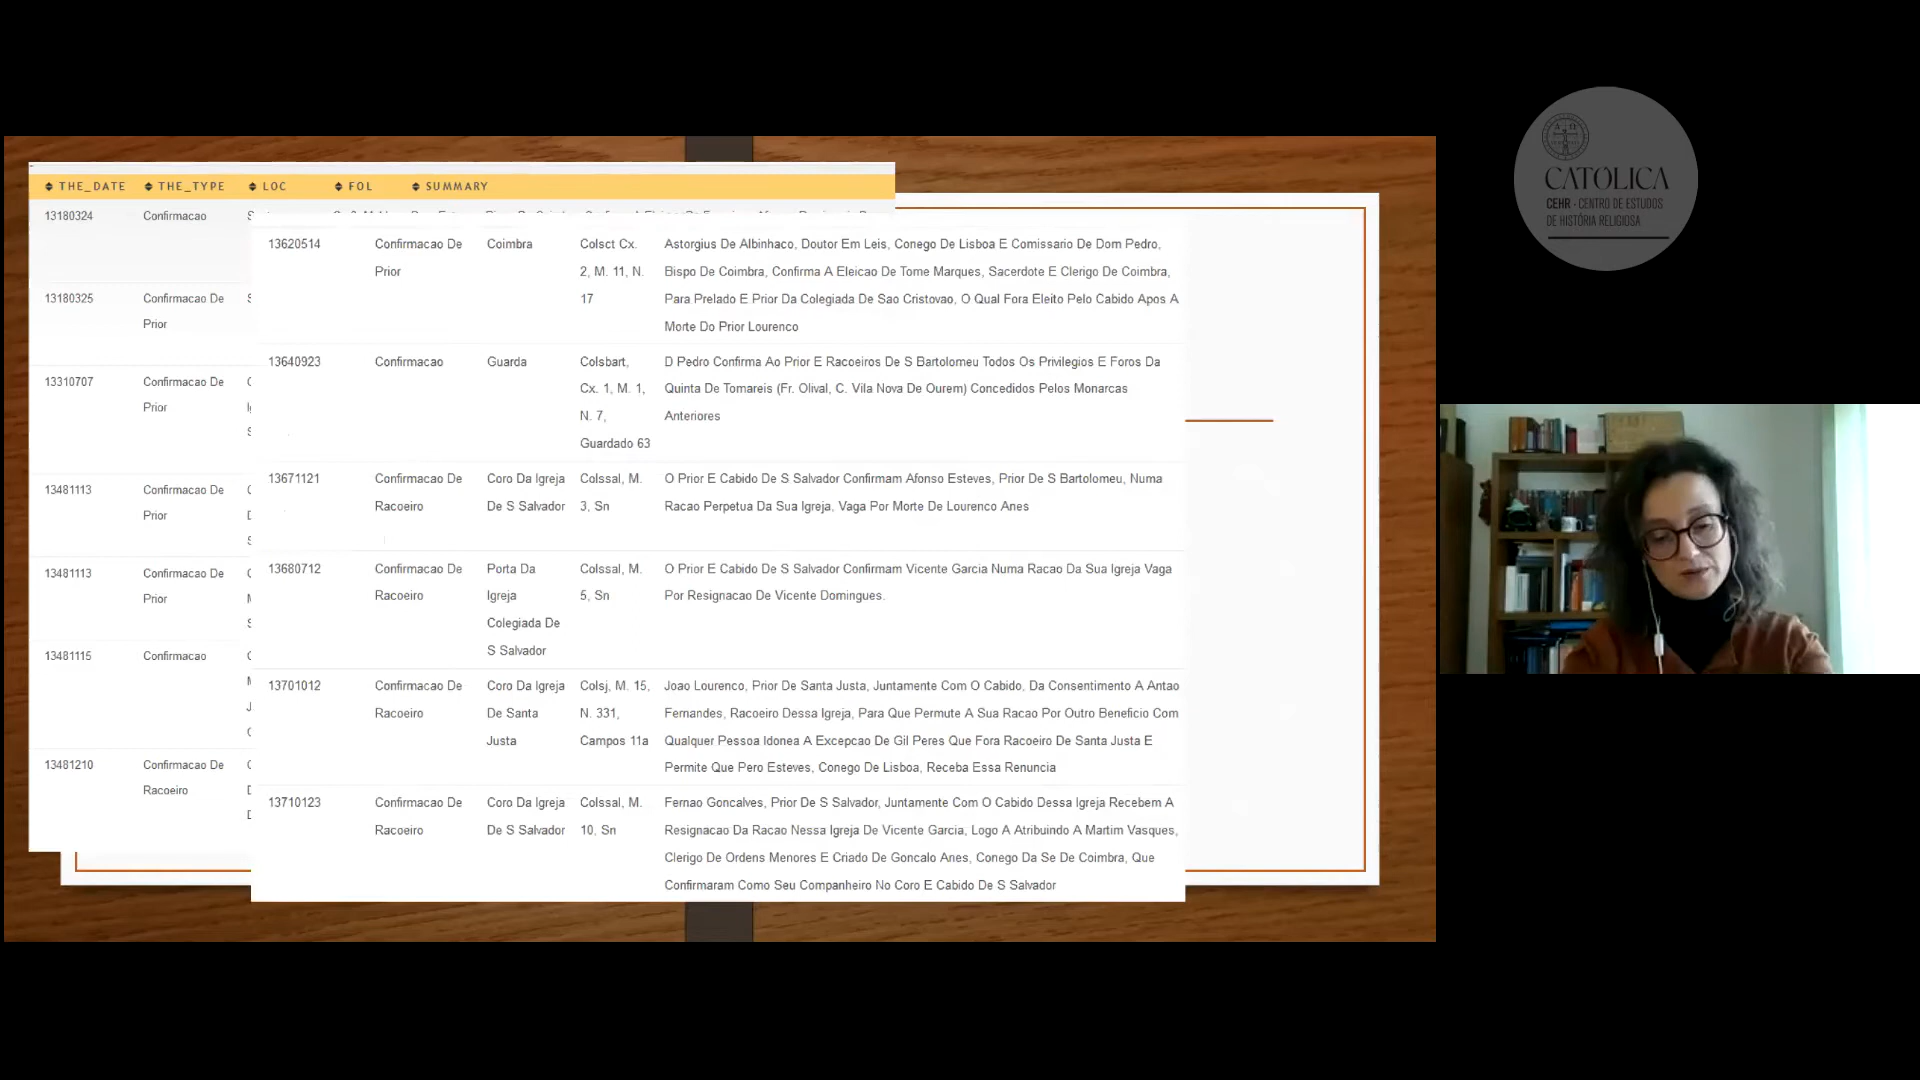 THE_DATE THE_TYPE LOC FOL SUMMARY
13180324 Confirmacao
13180325 Confirmacao De
Prior
13310707 Confirmacao De
Prior
13481113 Confirmacao De
Prior
13481113 Confirmacao De
Prior
13481115 Confirmacao
13481210 Confirmacao De
Racoeiro
13620514 Confirmacao De Coimbra Colsct Cx. Astorgius De Albinhaco, Doutor Em Leis, Conego De Lisboa E Comissario De Dom Pedro,
Prior 2, M. 11, N. Bispo De Coimbra, Confirma A Eleicao De Tome Marques, Sacerdote E Clerigo De Coimbra,
17 Para Prelado E Prior Da Colegiada De Sao Cristovao, O Qual Fora Eleito Pelo Cabido Apos A
Morte Do Prior Lourenco
13640923 Confirmacao Guarda Colsbart, D Pedro Confirma Ao Prior E Racoeiros De S Bartolomeu Todos Os Privilegios E Foros Da
Cx. 1, M. 1, Quinta De Tomareis (Fr. Olival, C. Vila Nova De Ourem) Concedidos Pelos Monarcas
N. 7, Anteriores
Guardado 63
13671121 Confirmacao De Coro Da Igreja Colssal, M. O Prior E Cabido De S Salvador Confirmam Afonso Esteves, Prior De S Bartolomeu, Numa
Racoeiro De S Salvador 3, Sn Racao Perpetua Da Sua Igreja, Vaga Por Morte De Lourenco Anes
13680712 Confirmacao De Porta Da Colssal, M. O Prior E Cabido De S Salvador Confirmam Vicente Garcia Numa Racao Da Sua Igreja Vaga
Racoeiro Igreja 5, Sn Por Resignacao De Vicente Domingues.
Colegiada De
S Salvador
13701012 Confirmacao De Coro Da Igreja Colsj, M. 15, Joao Lourenco, Prior De Santa Justa, Juntamente Com O Cabido, Da Consentimento A Antao
Racoeiro De Santa N. 331, Fernandes, Racoeiro Dessa Igreja, Para Que Permute A Sua Racao Por Outro Beneficio Com
Justa Campos 11a Qualquer Pessoa Idonea A Excepcao De Gil Peres Que Fora Racoeiro De Santa Justa E
Permite Que Pero Esteves, Conego De Lisboa, Receba Essa Renuncia
13710123 Confirmacao De Coro Da Igreja Colssal, M. Fernao Goncalves, Prior De S Salvador, Juntamente Com O Cabido Dessa Igreja Recebem A
Racoeiro De S Salvador 10, Sn Resignacao Da Racao Nessa Igreja De Vicente Garcia, Logo A Atribuindo A Martim Vasques,
Clerigo De Ordens Menores E Criado De Goncalo Anes, Conego Da Se De Coimbra, Que
Confirmaram Como Seu Companheiro No Coro E Cabido De S Salvador
CATOLICA
CEHR - CENTRO DE ESTUDOS
DE HISTÓRIA RELIGIOSA